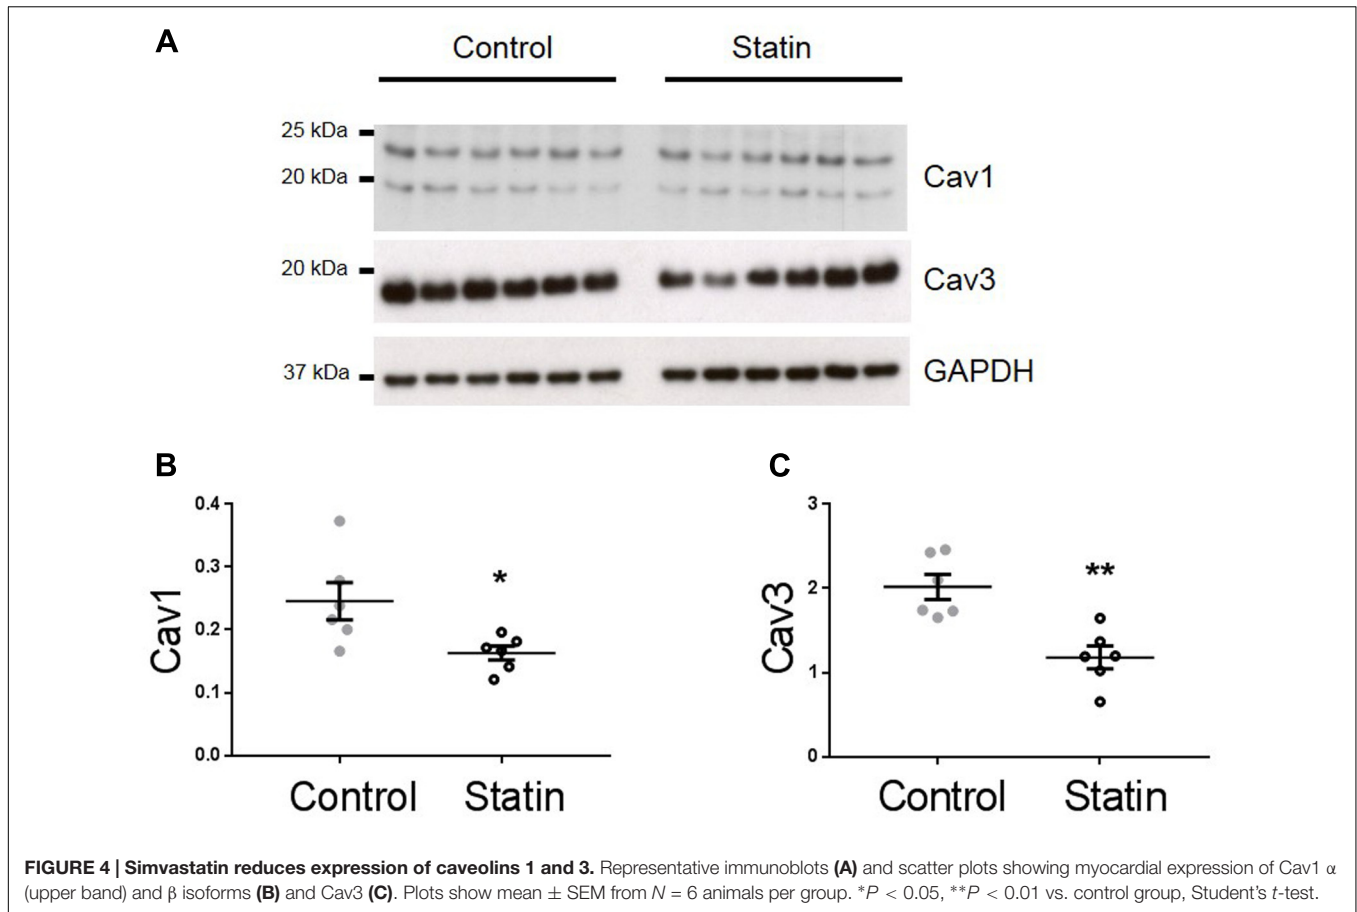 A
Control Statin
25 kDa
20 kDa
Cav1
20 kDa
Cav3
37 kDa
GAPDH
B
Cav1
0.4
0.3
0.2
0.1
0.0
*
Control Statin
C
Cav3
3
2
1
0
**
Control Statin
FIGURE 4 | Simvastatin reduces expression of caveolins 1 and 3. Representative immunoblots (A) and scatter plots showing myocardial expression of Cav1 α
(upper band) and β isoforms (B) and Cav3 (C). Plots show mean ± SEM from N = 6 animals per group. *P < 0.05, **P < 0.01 vs. control group, Student’s t-test.